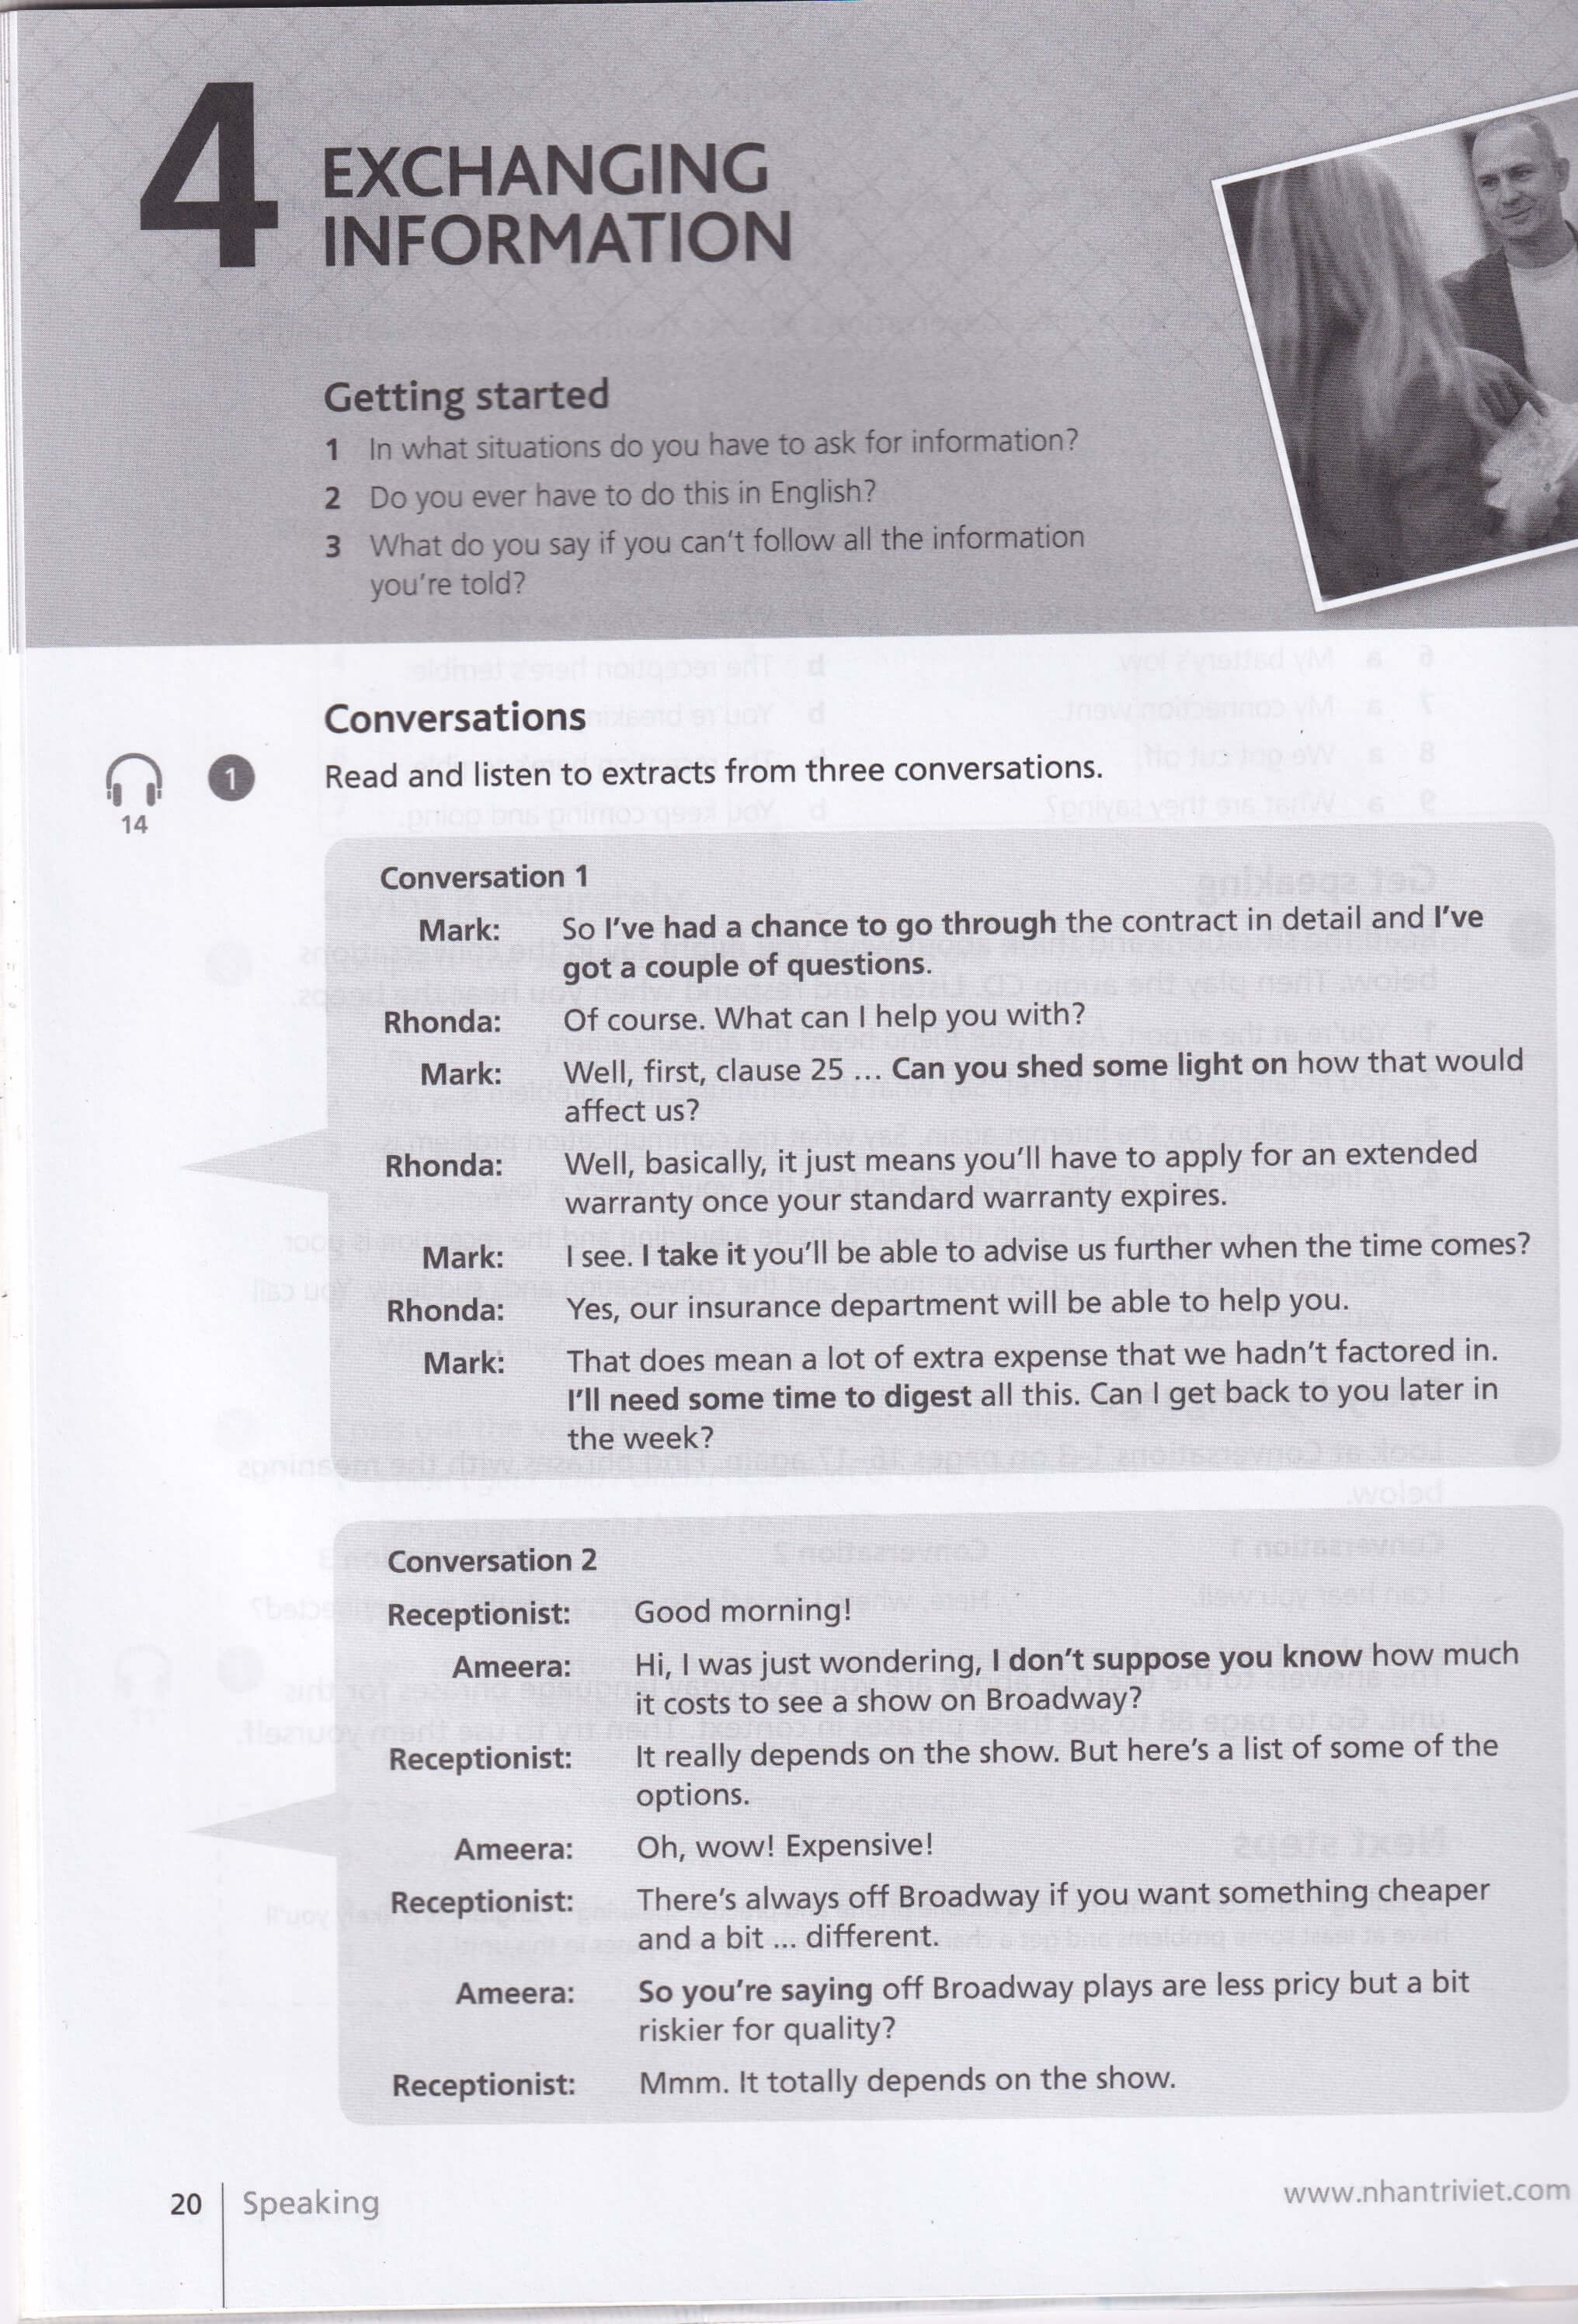 4
EXCHANGING
INFORMATION
Getting started
1 In what situations do you have to ask for information?
2 Do you ever have to do this in English?
3 What do you say if you can't follow all the information
you're told?
Conversations
14
1 Read and listen to extracts from three conversations.
Conversation 1
Mark: So I've had a chance to go through the contract in detail and I've
got a couple of questions.
Rhonda: Of course. What can I help you with?
Mark: Well, first, clause 25 ... Can you shed some light on how that would
affect us?
Rhonda: Well, basically, it just means you'll have to apply for an extended
warranty once your standard warranty expires.
Mark: I see. I take it you'll be able to advise us further when the time comes?
Rhonda: Yes, our insurance department will be able to help you.
Mark: That does mean a lot of extra expense that we hadn't factored in.
I'll need some time to digest all this. Can I get back to you later in
the week?
Conversation 2
Receptionist: Good morning!
Ameera: Hi, I was just wondering, I don't suppose you know how much
it costs to see a show on Broadway?
Receptionist: It really depends on the show. But here's a list of some of the
options.
Ameera: Oh, wow! Expensive!
Receptionist: There's always off Broadway if you want something cheaper
and a bit ... different.
Ameera: So you're saying off Broadway plays are less pricy but a bit
riskier for quality?
Receptionist: Mmm. It totally depends on the show.
20 Speaking
www.nhantriviet.com